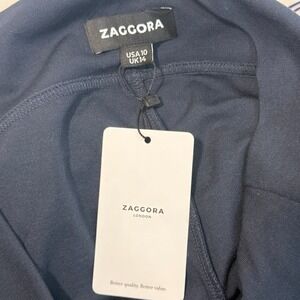 ZAGGORA
USA 10
UK 14
ZAGGORA
LONDON
Better quality. Better value.